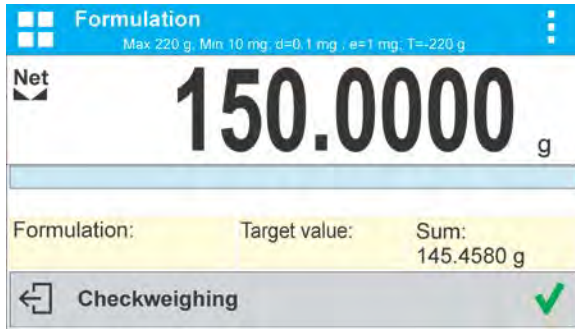 Formulation
Max 220 g, Min 10 mg, d=0.1 mg , e=1 mg; T=-220 g
Net
150.0000 g
Formulation: Target value: Sum:
145.4580 g
Checkweighing